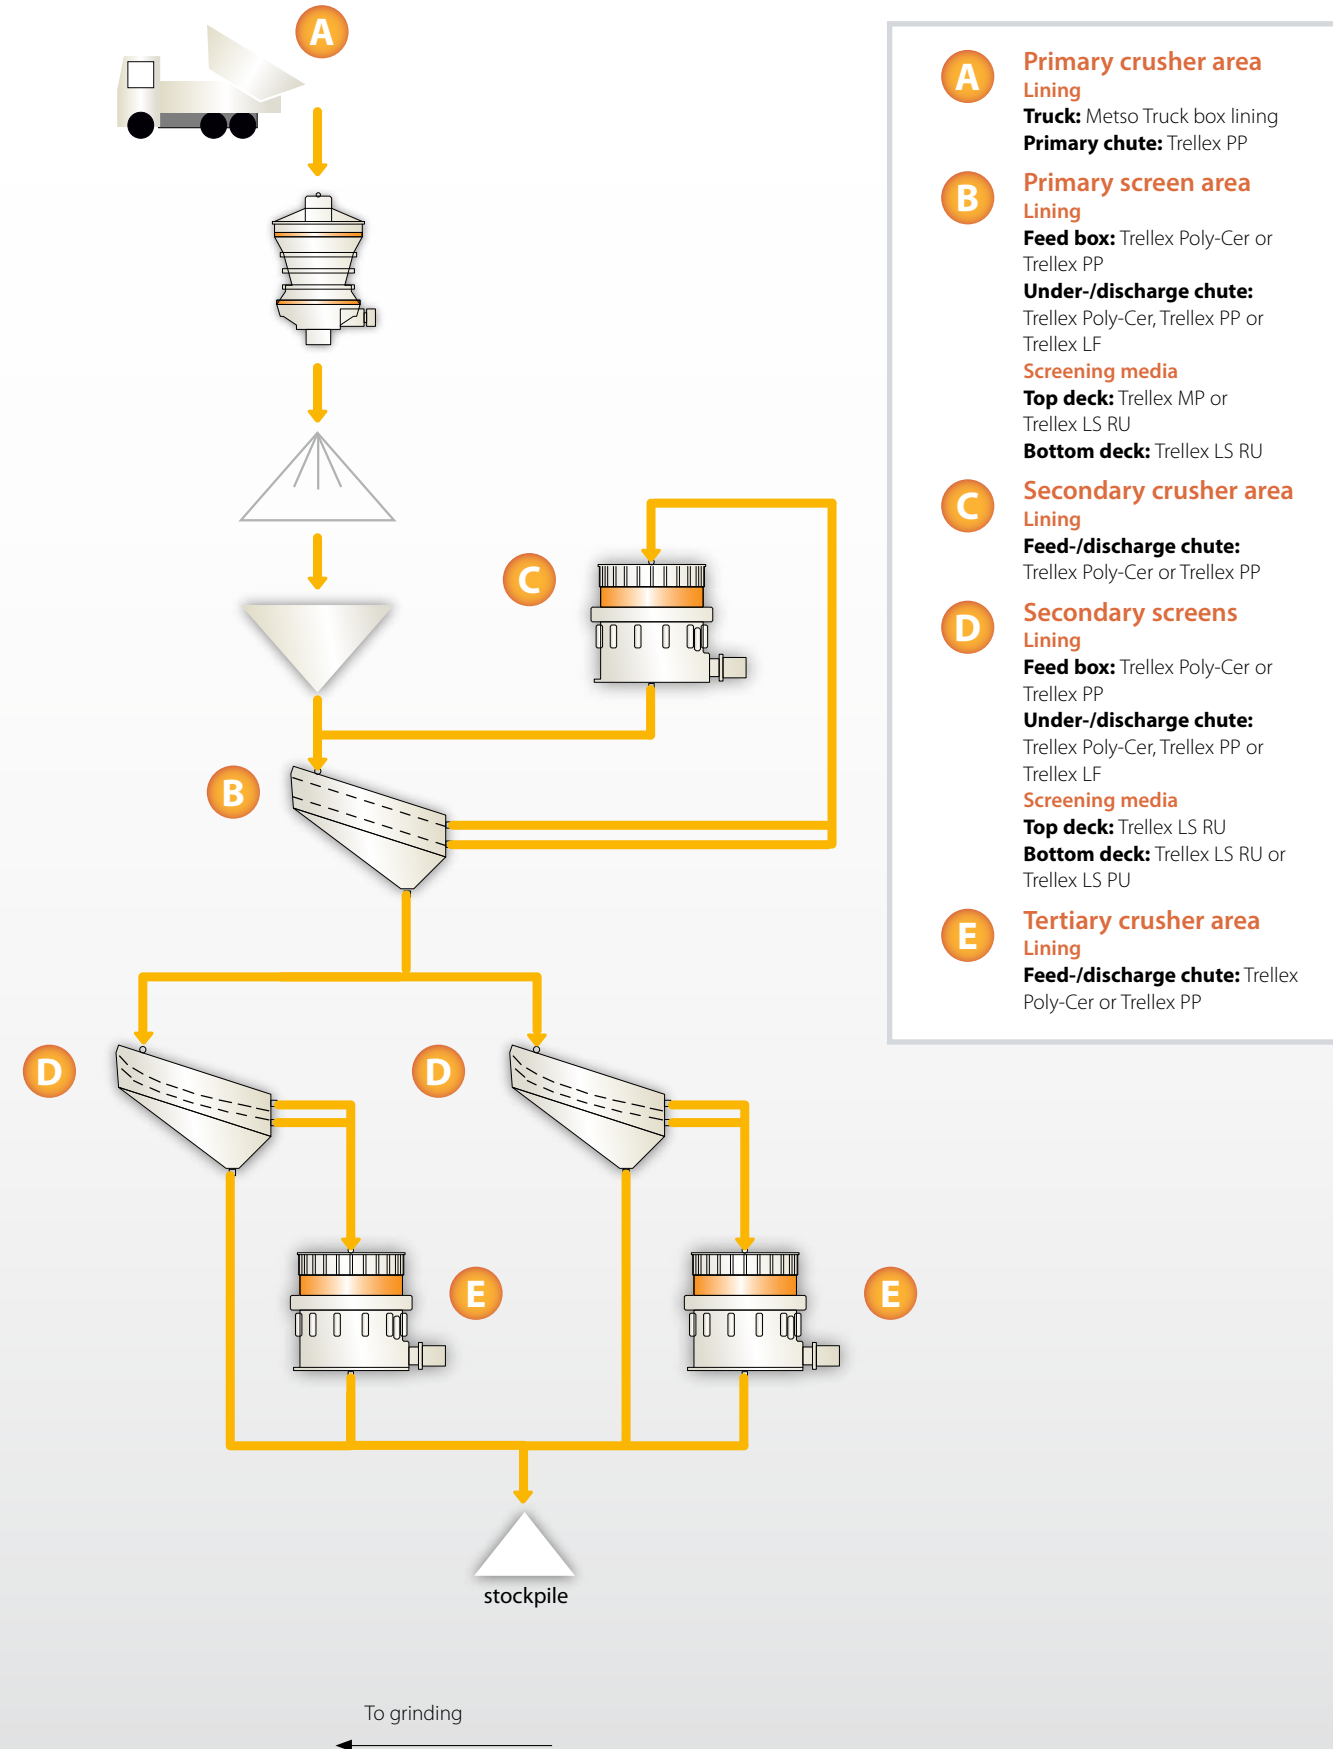 A
C
B
D
D
E
E
stockpile
To grinding
A
Primary crusher area
Lining
Truck: Metso Truck box lining
Primary chute: Trellex PP
B
Primary screen area
Lining
Feed box: Trellex Poly-Cer or
Trellex PP
Under-/discharge chute:
Trellex Poly-Cer, Trellex PP or
Trellex LF
Screening media
Top deck: Trellex MP or
Trellex LS RU
Bottom deck: Trellex LS RU
C
Secondary crusher area
Lining
Feed-/discharge chute:
Trellex Poly-Cer or Trellex PP
D
Secondary screens
Lining
Feed box: Trellex Poly-Cer or
Trellex PP
Under-/discharge chute:
Trellex Poly-Cer, Trellex PP or
Trellex LF
Screening media
Top deck: Trellex LS RU
Bottom deck: Trellex LS RU or
Trellex LS PU
E
Tertiary crusher area
Lining
Feed-/discharge chute: Trellex
Poly-Cer or Trellex PP